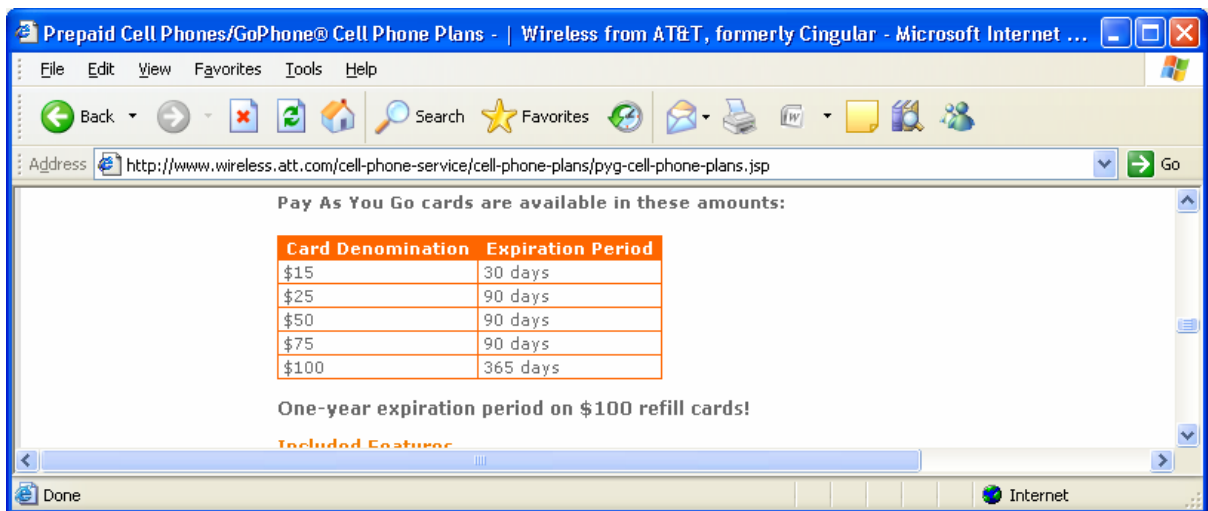 Prepaid Cell Phones/GoPhone® Cell Phone Plans - | Wireless from AT&T, formerly Cingular - Microsoft Internet ...
File Edit View Favorites Tools Help
Back Search Favorites W
Address http://www.wireless.att.com/cell-phone-service/cell-phone-plans/pyg-cell-phone-plans.jsp Go
Pay As You Go cards are available in these amounts:
Card Denomination Expiration Period
$15 30 days
$25 90 days
$50 90 days
$75 90 days
$100 365 days
One-year expiration period on $100 refill cards!
Included Features
Done Internet